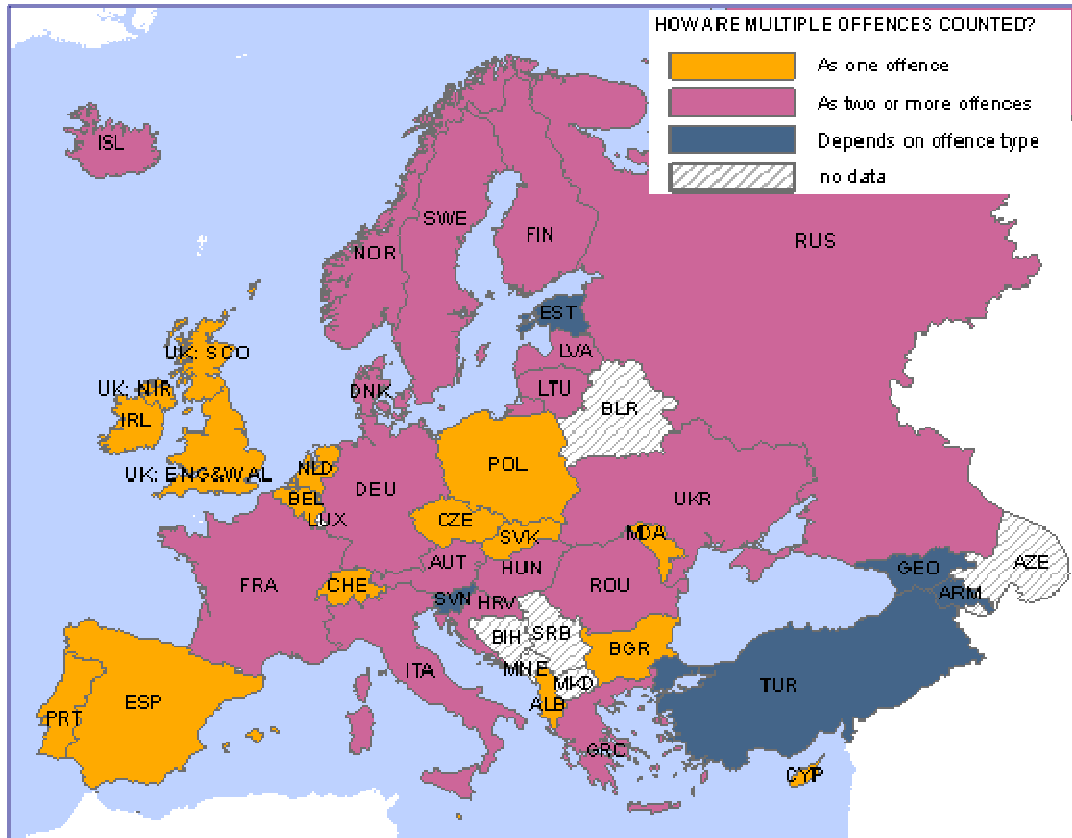 HOW ARE MULTIPLE OFFENCES COUNTED?
As one offence
As two or more offences
Depends on offence type
no data
ISL
SWE
FIN
NOR
RUS
EST
UK: SCO
LVA
UK: NIR
DNK
LTU
BLR
IRL
UK: ENG&WAL
NLD
POL
DEU
BEL
UKR
LUX
CZE
SVK
MDA
AUT
HUN
GEO
AZE
FRA
CHE
ROU
SVN
HRV
ARM
BIH
SRB
BGR
ITA
MNE
MKD
TUR
ESP
ALB
PRT
GRC
CYP